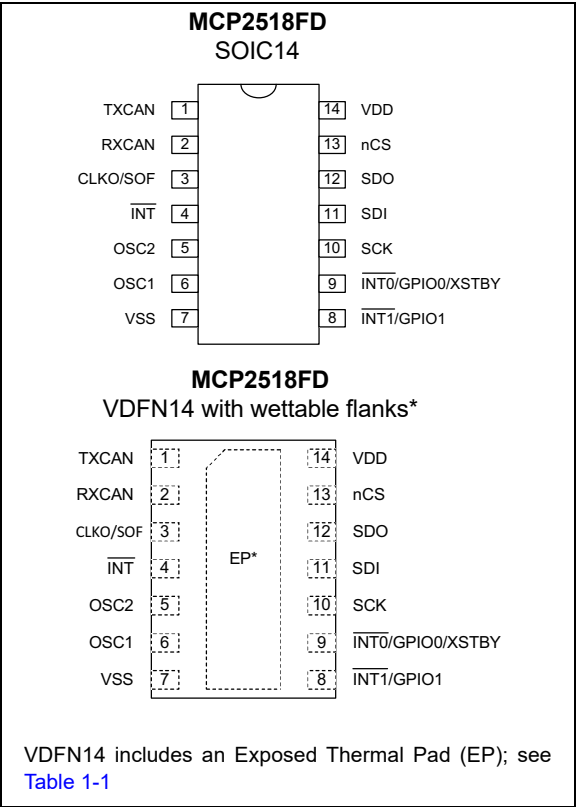 MCP2518FD
SOIC14
TXCAN 1 14 VDD
RXCAN 2 13 nCS
CLKO/SOF 3 12 SDO
INT 4 11 SDI
OSC2 5 10 SCK
OSC1 6 9 INT0/GPIO0/XSTBY
VSS 7 8 INT1/GPIO1
MCP2518FD
VDFN14 with wettable flanks*
TXCAN 1 14 VDD
RXCAN 2 13 nCS
CLKO/SOF 3 12 SDO
INT 4 EP* 11 SDI
OSC2 5 10 SCK
OSC1 6 9 INT0/GPIO0/XSTBY
VSS 7 8 INT1/GPIO1
VDFN14 includes an Exposed Thermal Pad (EP); see
Table 1-1